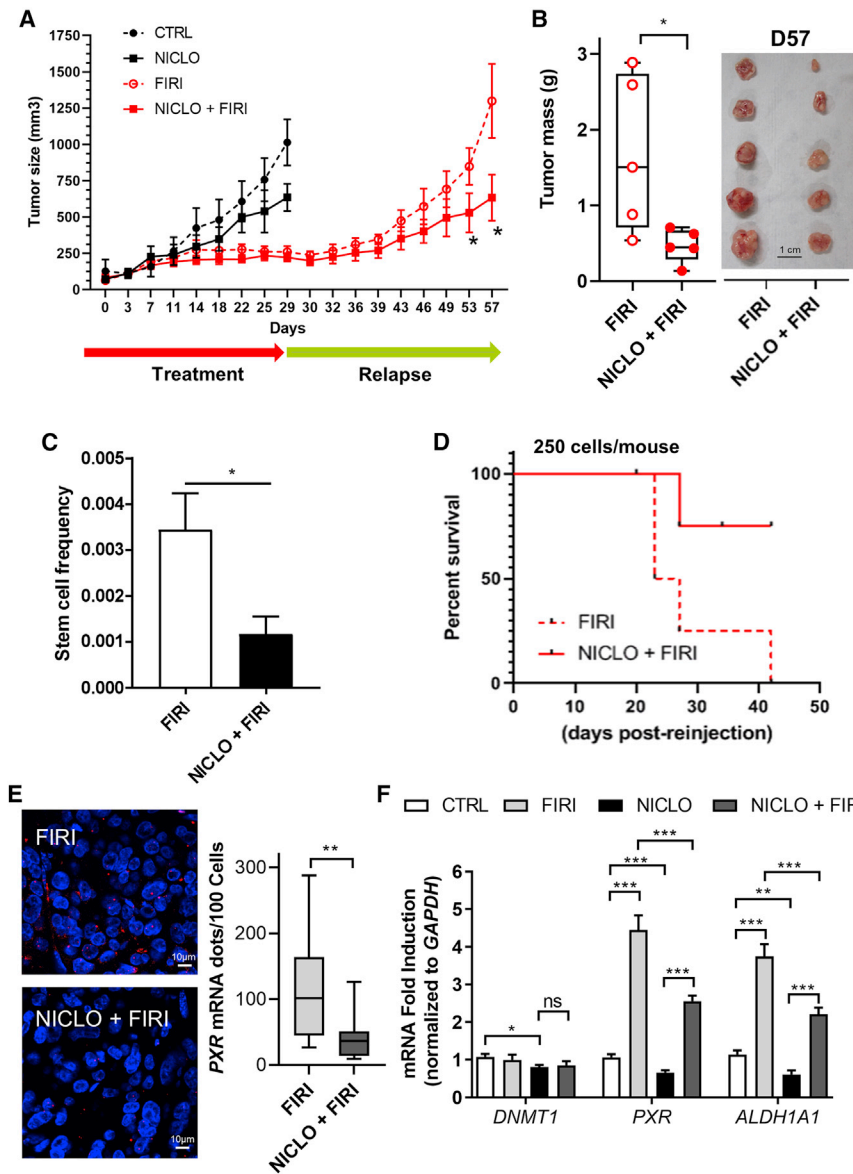 A
CTRL
NICLO
FIRI
NICLO + FIRI
Tumor size (mm3)
1750
1500
1250
1000
750
500
250
0
0 3 7 11 14 18 22 25 29 30 32 36 39 43 46 49 53 57
Days
* *
Treatment
Relapse
B
*
Tumor mass (g)
3
2
1
0
FIRI
NICLO + FIRI
D57
1 cm
FIRI
NICLO + FIRI
C
Stem cell frequency
0.005
0.004
0.003
0.002
0.001
0.000
*
FIRI
NICLO + FIRI
D
250 cells/mouse
Percent survival
100
50
0
FIRI
NICLO + FIRI
0 10 20 30 40 50
(days post-reinjection)
E
FIRI
10µm
NICLO + FIRI
10µm
PXR mRNA dots/100 Cells
300
200
100
0
**
FIRI
NICLO + FIRI
F
CTRL FIRI NICLO NICLO + FIR
mRNA Fold Induction
(normalized to GAPDH)
6
5
4
3
2
1
0
* ns
*** *** *** ***
*** ** *** ***
DNMT1 PXR ALDH1A1